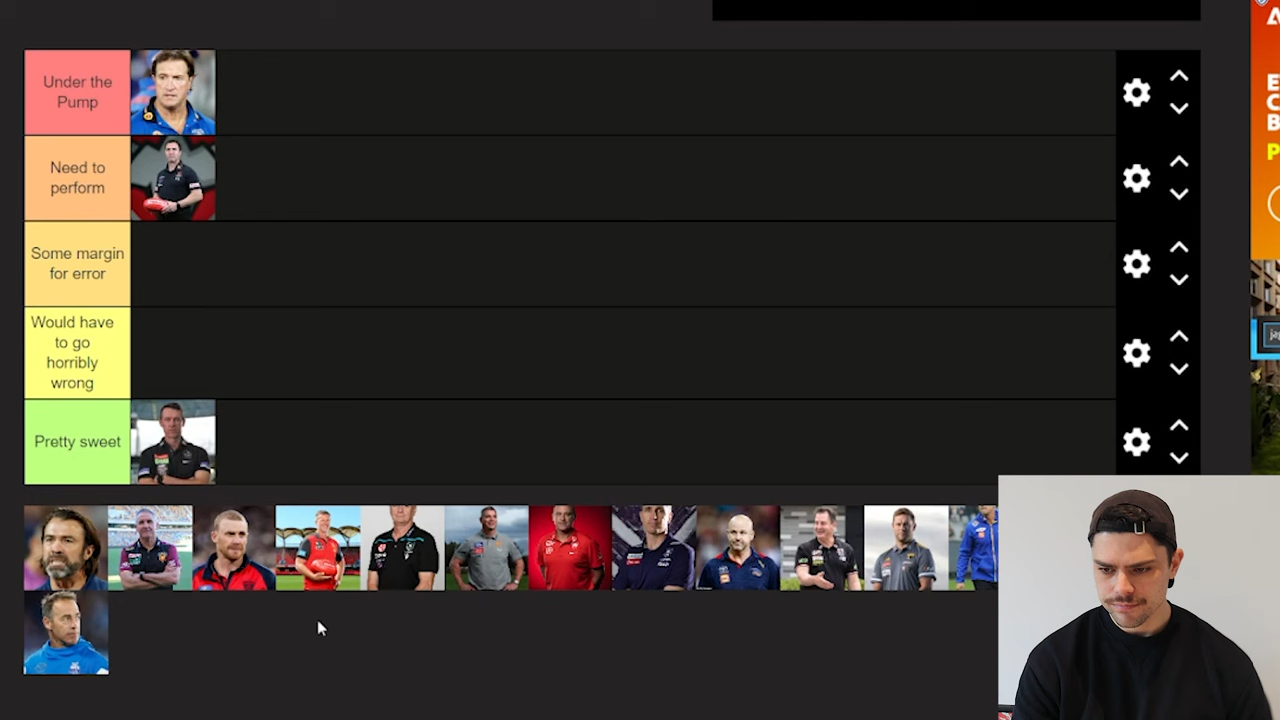 Under the
Pump
Need to
perform
Some margin
for error
Would have
to go
horribly
wrong
Pretty sweet